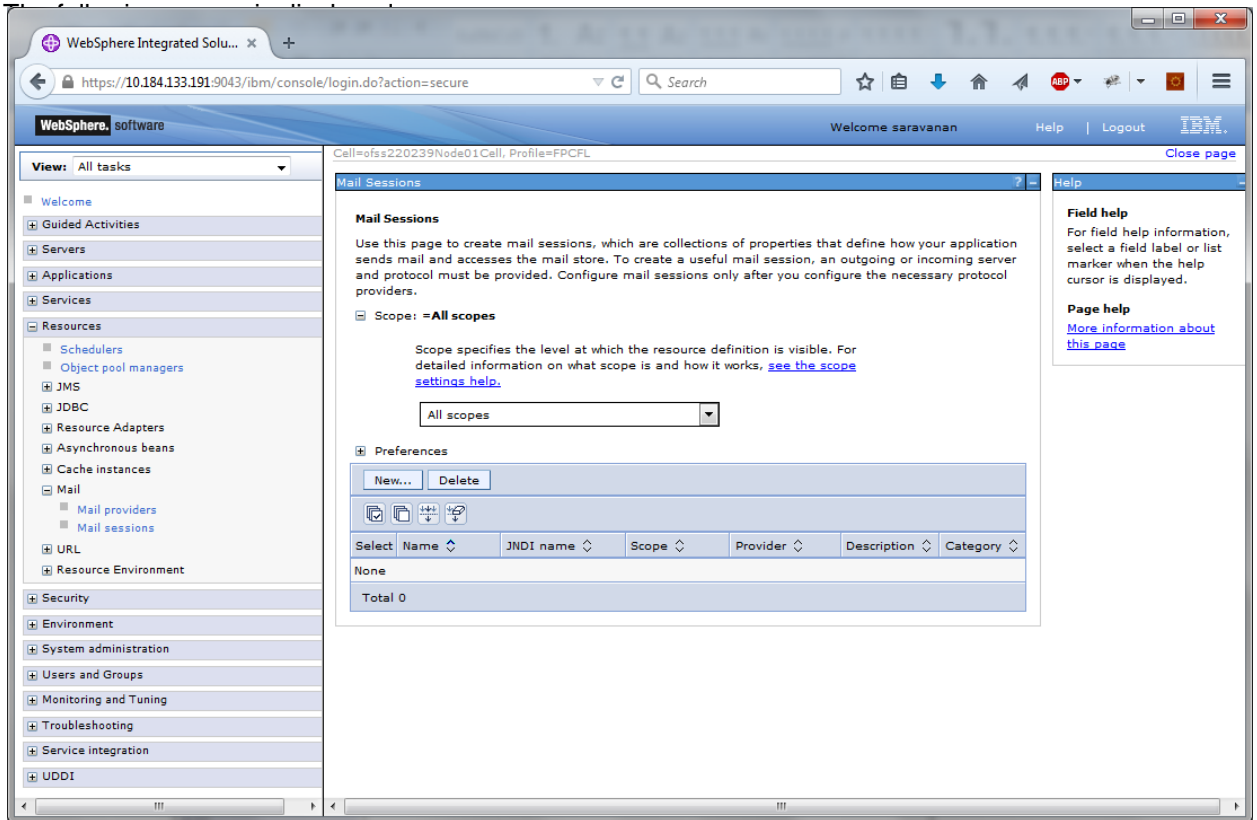 WebSphere Integrated Solu...
https://10.184.133.191:9043/ibm/console/login.do?action=secure
Search
ABP
WebSphere. software
Welcome saravanan
Help | Logout
IBM.
View: All tasks
Welcome
Guided Activities
Servers
Applications
Services
Resources
Schedulers
Object pool managers
JMS
JDBC
Resource Adapters
Asynchronous beans
Cache instances
Mail
Mail providers
Mail sessions
URL
Resource Environment
Security
Environment
System administration
Users and Groups
Monitoring and Tuning
Troubleshooting
Service integration
UDDI
Cell=ofss220239Node01Cell, Profile=FPCFL
Close page
Mail Sessions
Mail Sessions
Use this page to create mail sessions, which are collections of properties that define how your application
sends mail and accesses the mail store. To create a useful mail session, an outgoing or incoming server
and protocol must be provided. Configure mail sessions only after you configure the necessary protocol
providers.
Scope: =All scopes
Scope specifies the level at which the resource definition is visible. For
detailed information on what scope is and how it works, see the scope
settings help.
All scopes
Preferences
New... Delete
Select Name JNDI name Scope Provider Description Category
None
Total 0
Help
Field help
For field help information,
select a field label or list
marker when the help
cursor is displayed.
Page help
More information about
this page